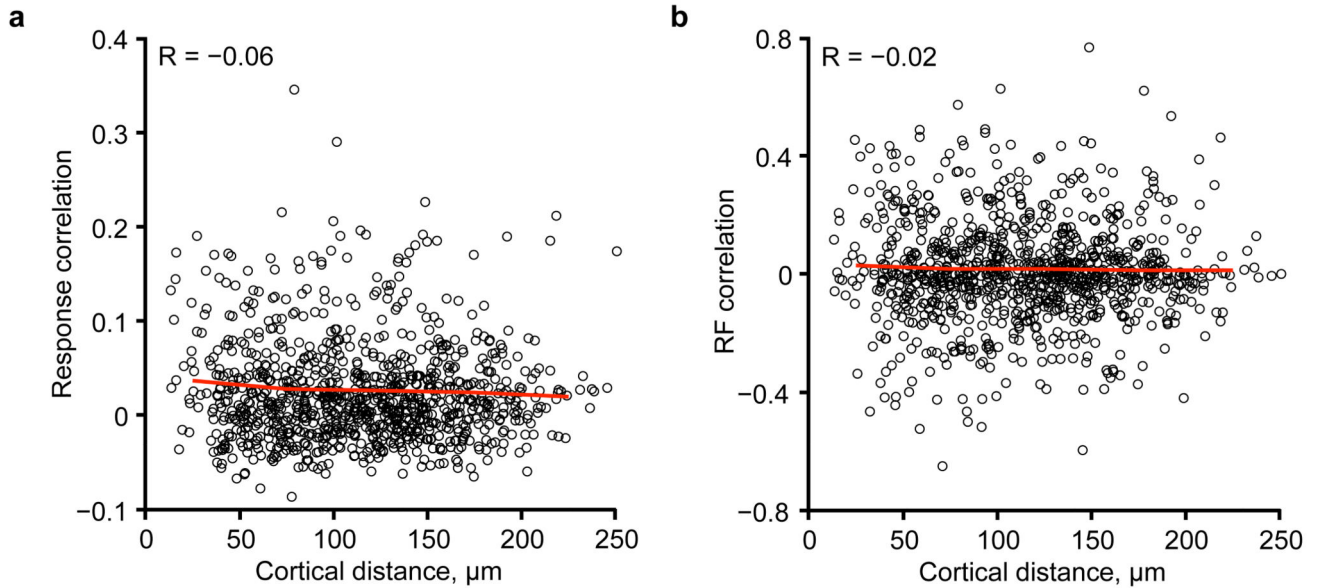 a
R = −0.06
Response correlation
0.4
0.3
0.2
0.1
0
−0.1
0 50 100 150 200 250
Cortical distance, μm
b
R = −0.02
RF correlation
0.8
0.4
0
−0.4
−0.8
0 50 100 150 200 250
Cortical distance, μm